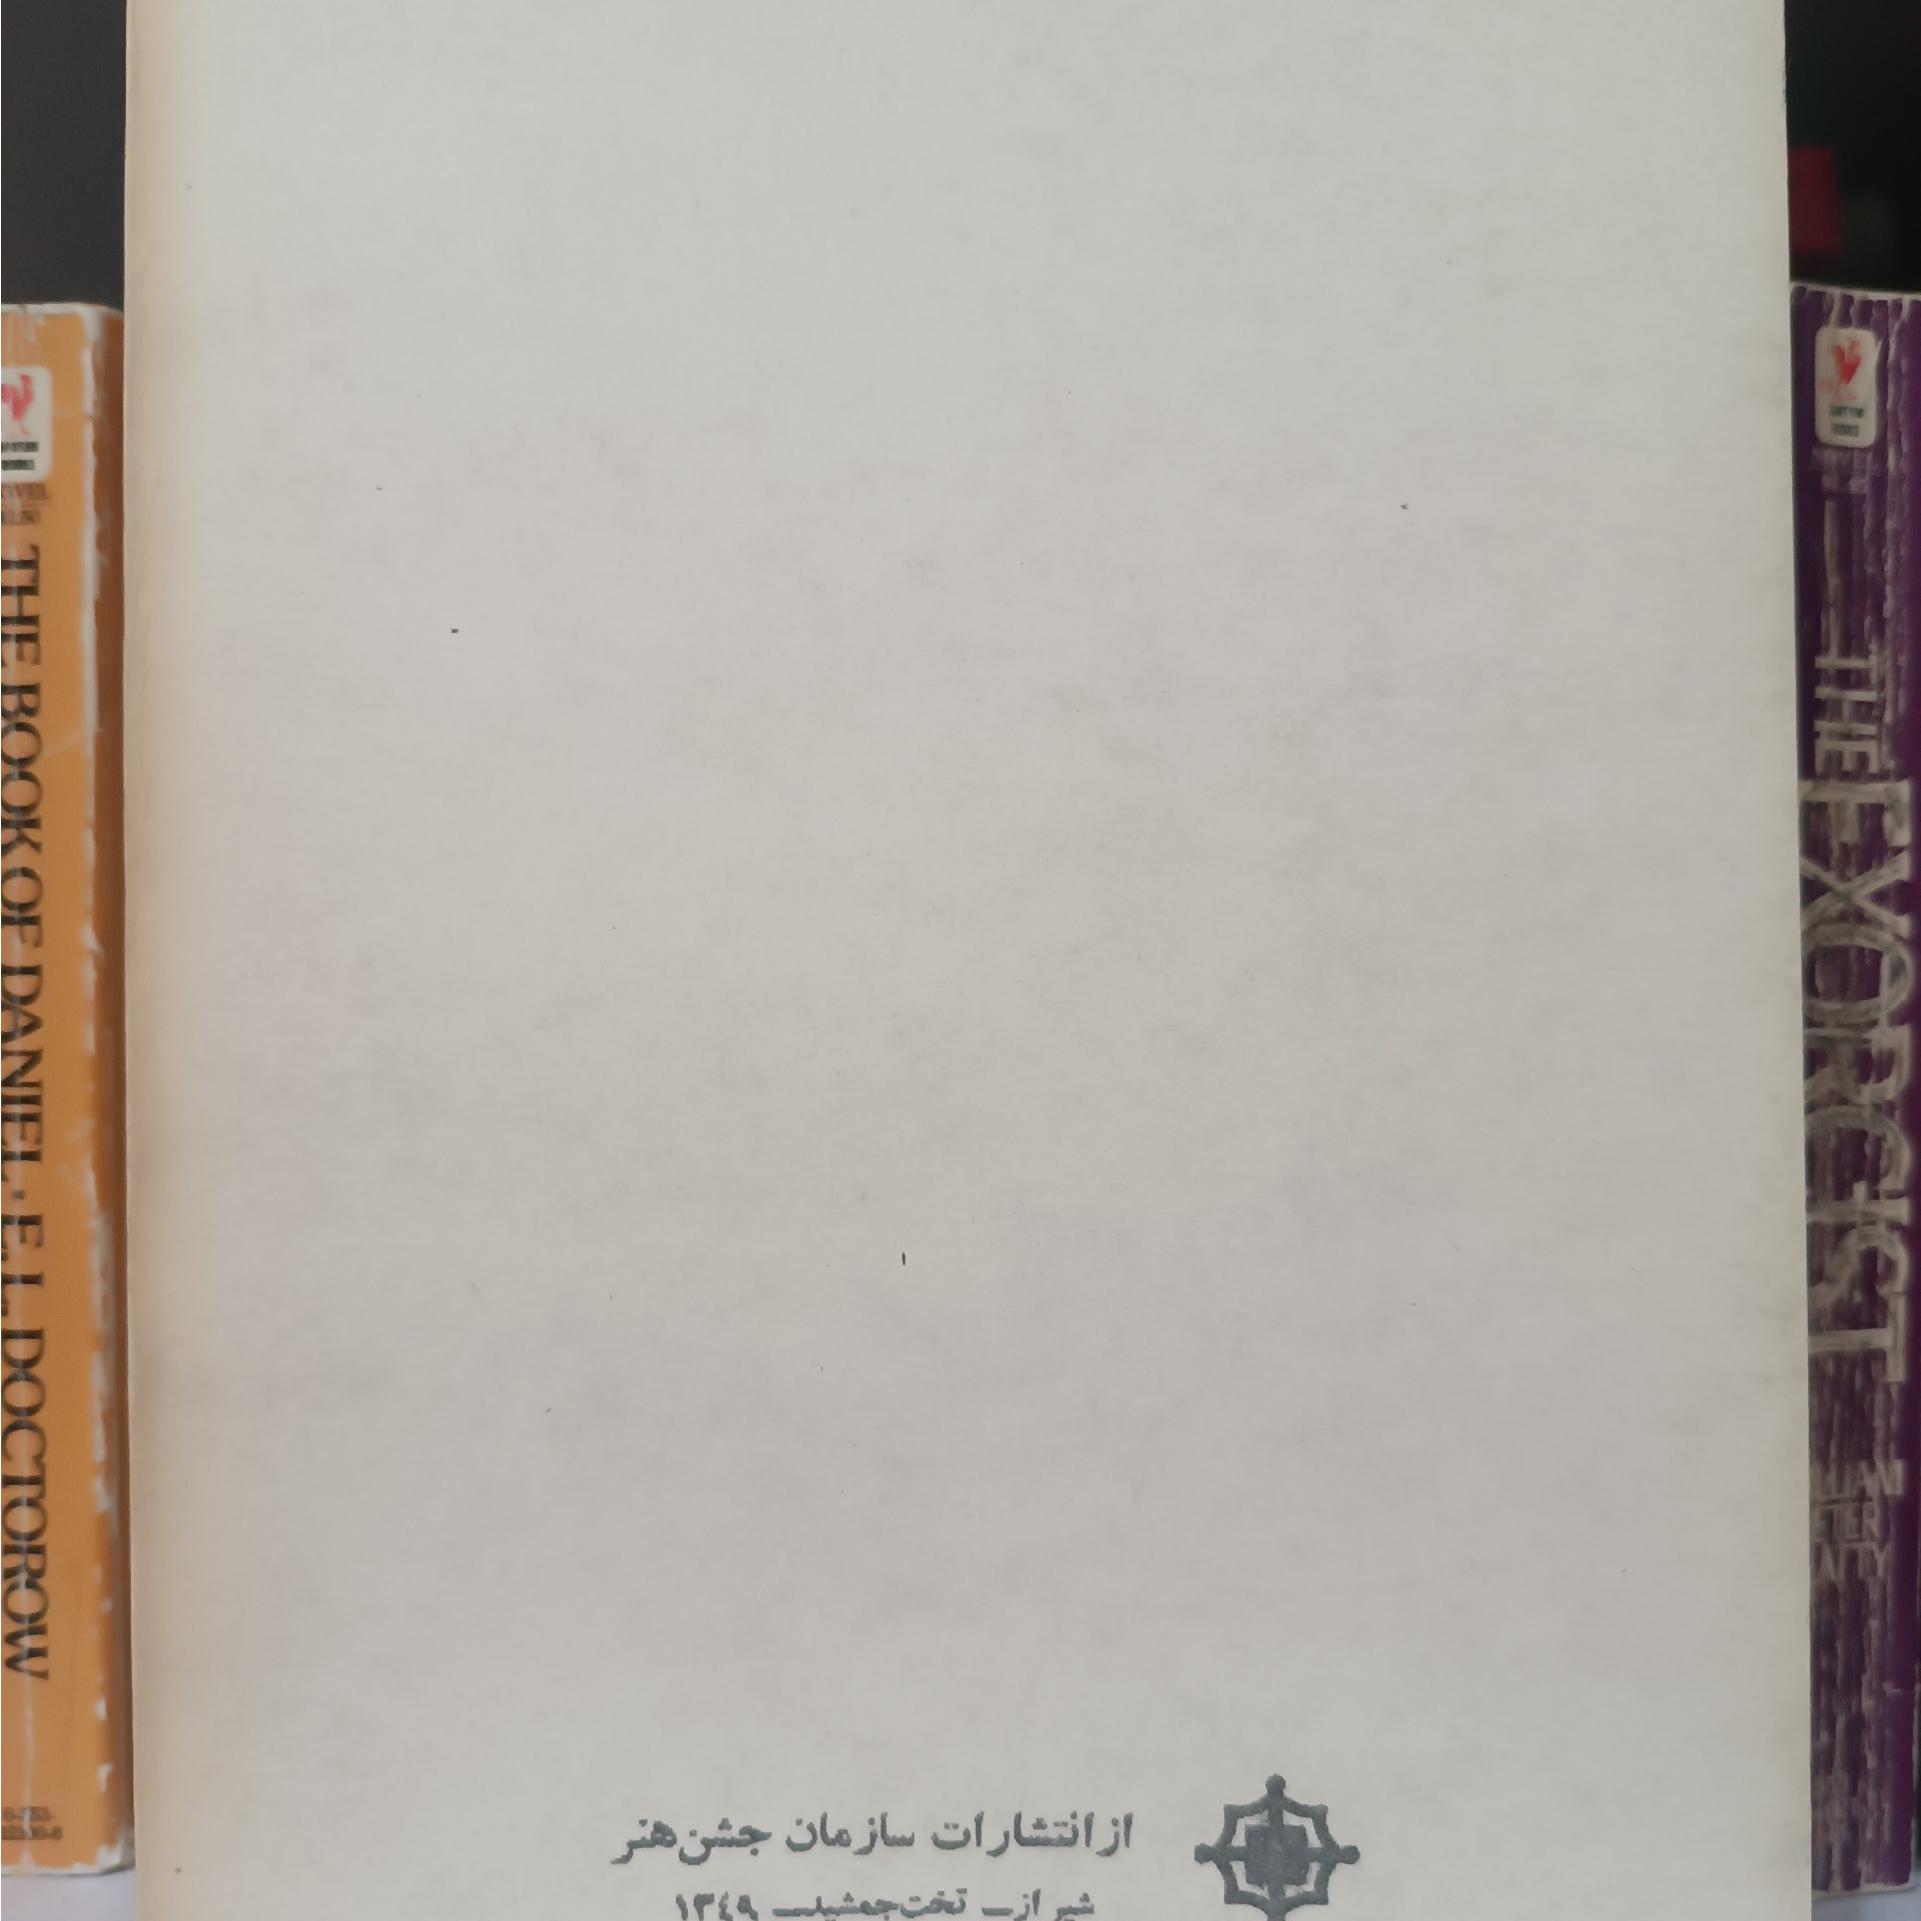 THE BOOK OF DANIEL · E. L. DOCTOROW
THE EXORCIST
از انتشارات سازمان جشن هنر
شیراز ـ تخت جمشید ـ ۱۳۴۹